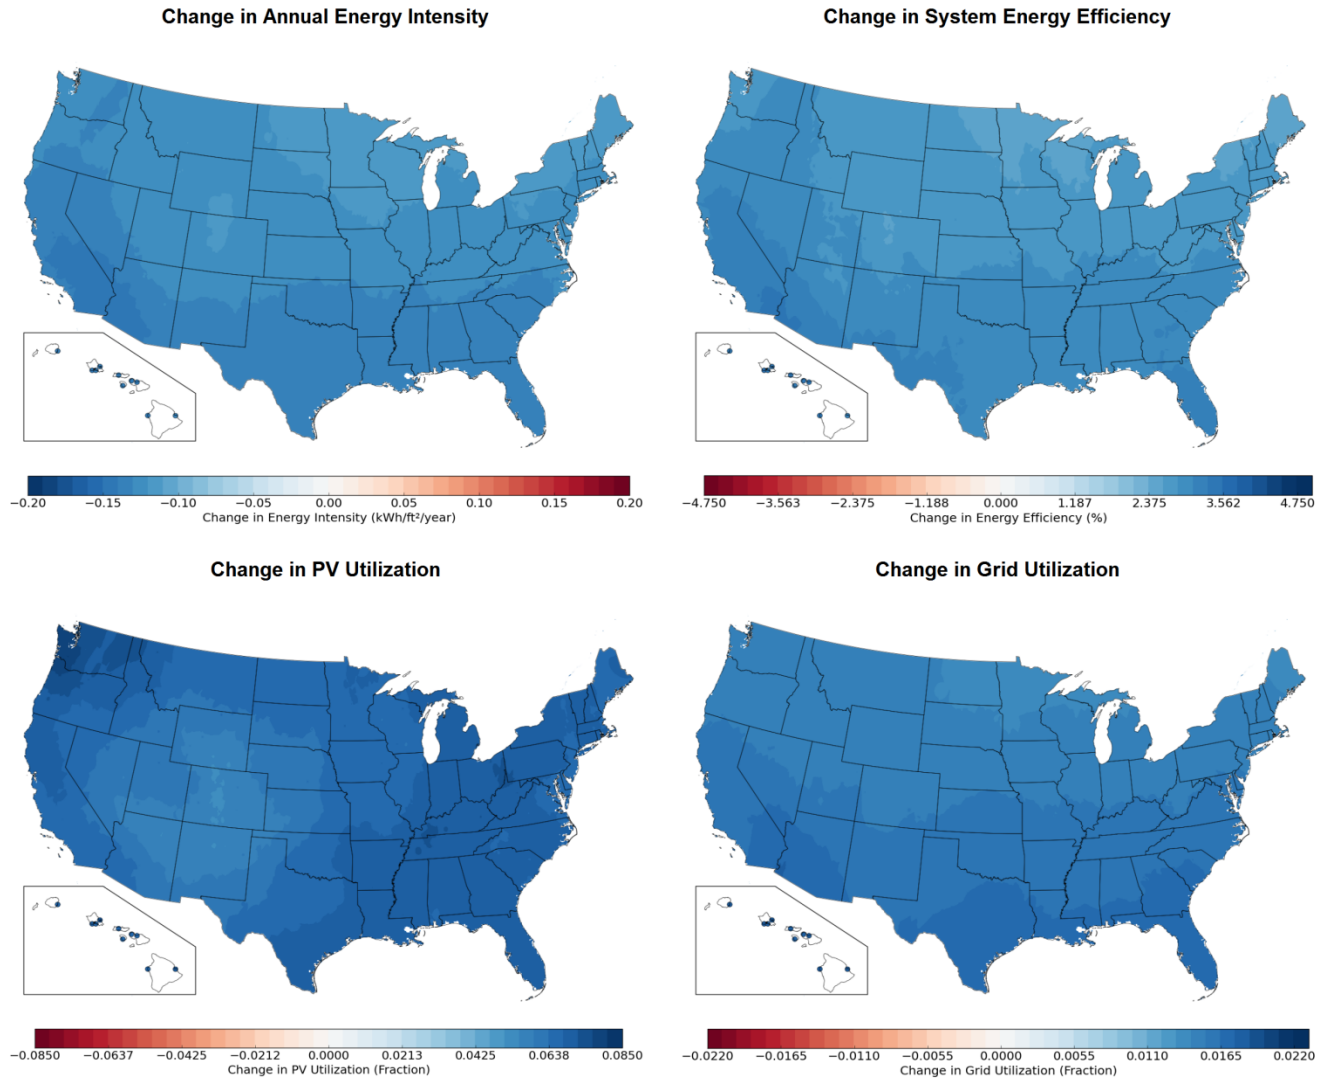 Change in Annual Energy Intensity
Change in System Energy Efficiency
−0.20 −0.15 −0.10 −0.05 0.00 0.05 0.10 0.15 0.20
Change in Energy Intensity (kWh/ft²/year)
−4.750 −3.563 −2.375 −1.188 0.000 1.187 2.375 3.562 4.750
Change in Energy Efficiency (%)
Change in PV Utilization
Change in Grid Utilization
−0.0850 −0.0637 −0.0425 −0.0212 0.0000 0.0213 0.0425 0.0638 0.0850
Change in PV Utilization (Fraction)
−0.0220 −0.0165 −0.0110 −0.0055 0.0000 0.0055 0.0110 0.0165 0.0220
Change in Grid Utilization (Fraction)